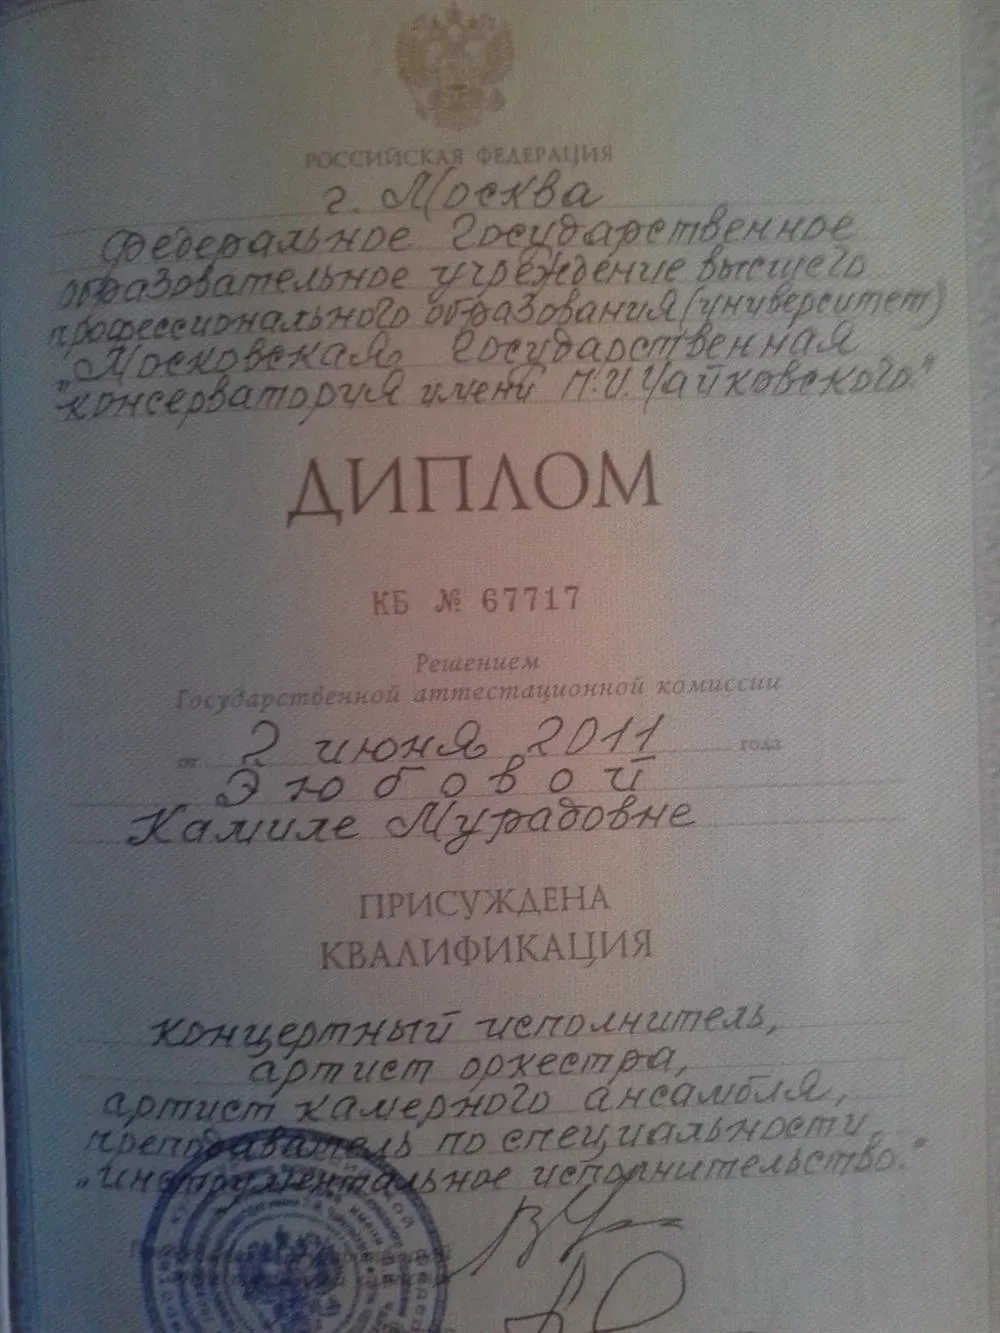 РОССИЙСКАЯ ФЕДЕРАЦИЯ
г. Москва
Федеральное Государственное
образовательное учреждение высшего
профессионального образования (университет)
„Московская Государственная
консерватория имени П.И. Чайковского."
ДИПЛОМ
КБ № 67717
Решением
Государственной аттестационной комиссии
от 2 июня 2011 года
Эюбовой
Камиле Мурадовне
ПРИСУЖДЕНА
КВАЛИФИКАЦИЯ
концертный исполнитель,
артист оркестра,
артист камерного ансамбля,
преподаватель по специальности
„инструментальное исполнительство."